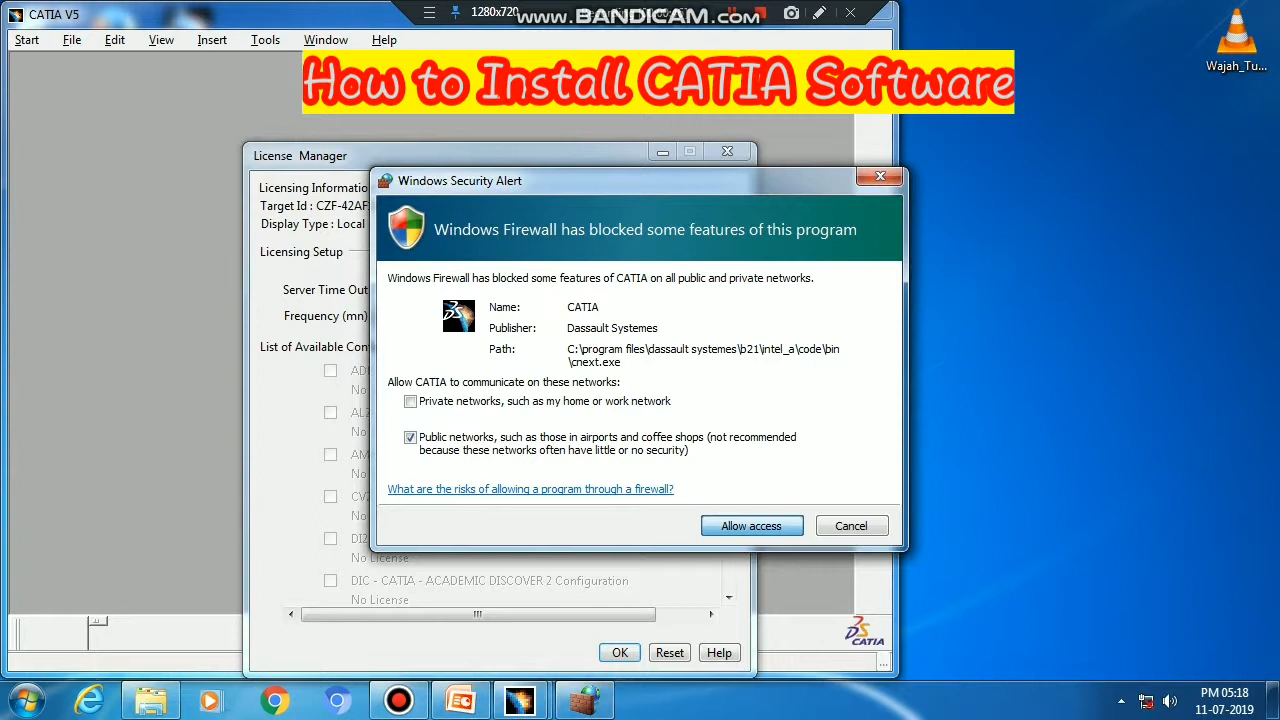 CATIA V5
1280x720
www.BANDICAM.com
Start File Edit View Insert Tools Window Help
How to Install CATIA Software
Wajah_Tu...
License Manager
Licensing Informatio
Target Id : CZF-42AF
Display Type : Local
Licensing Setup
Server Time Out
Frequency (mn)
List of Available Con
No
AL2
No
AM
No
No
DI2
No License
DIC - CATIA - ACADEMIC DISCOVER 2 Configuration
No License
OK Reset Help
Windows Security Alert
Windows Firewall has blocked some features of this program
Windows Firewall has blocked some features of CATIA on all public and private networks.
Name: CATIA
Publisher: Dassault Systemes
Path: C:\program files\dassault systemes\b21\intel_a\code\bin
\cnext.exe
Allow CATIA to communicate on these networks:
Private networks, such as my home or work network
Public networks, such as those in airports and coffee shops (not recommended
because these networks often have little or no security)
What are the risks of allowing a program through a firewall?
Allow access Cancel
CATIA
PM 05:18
11-07-2019